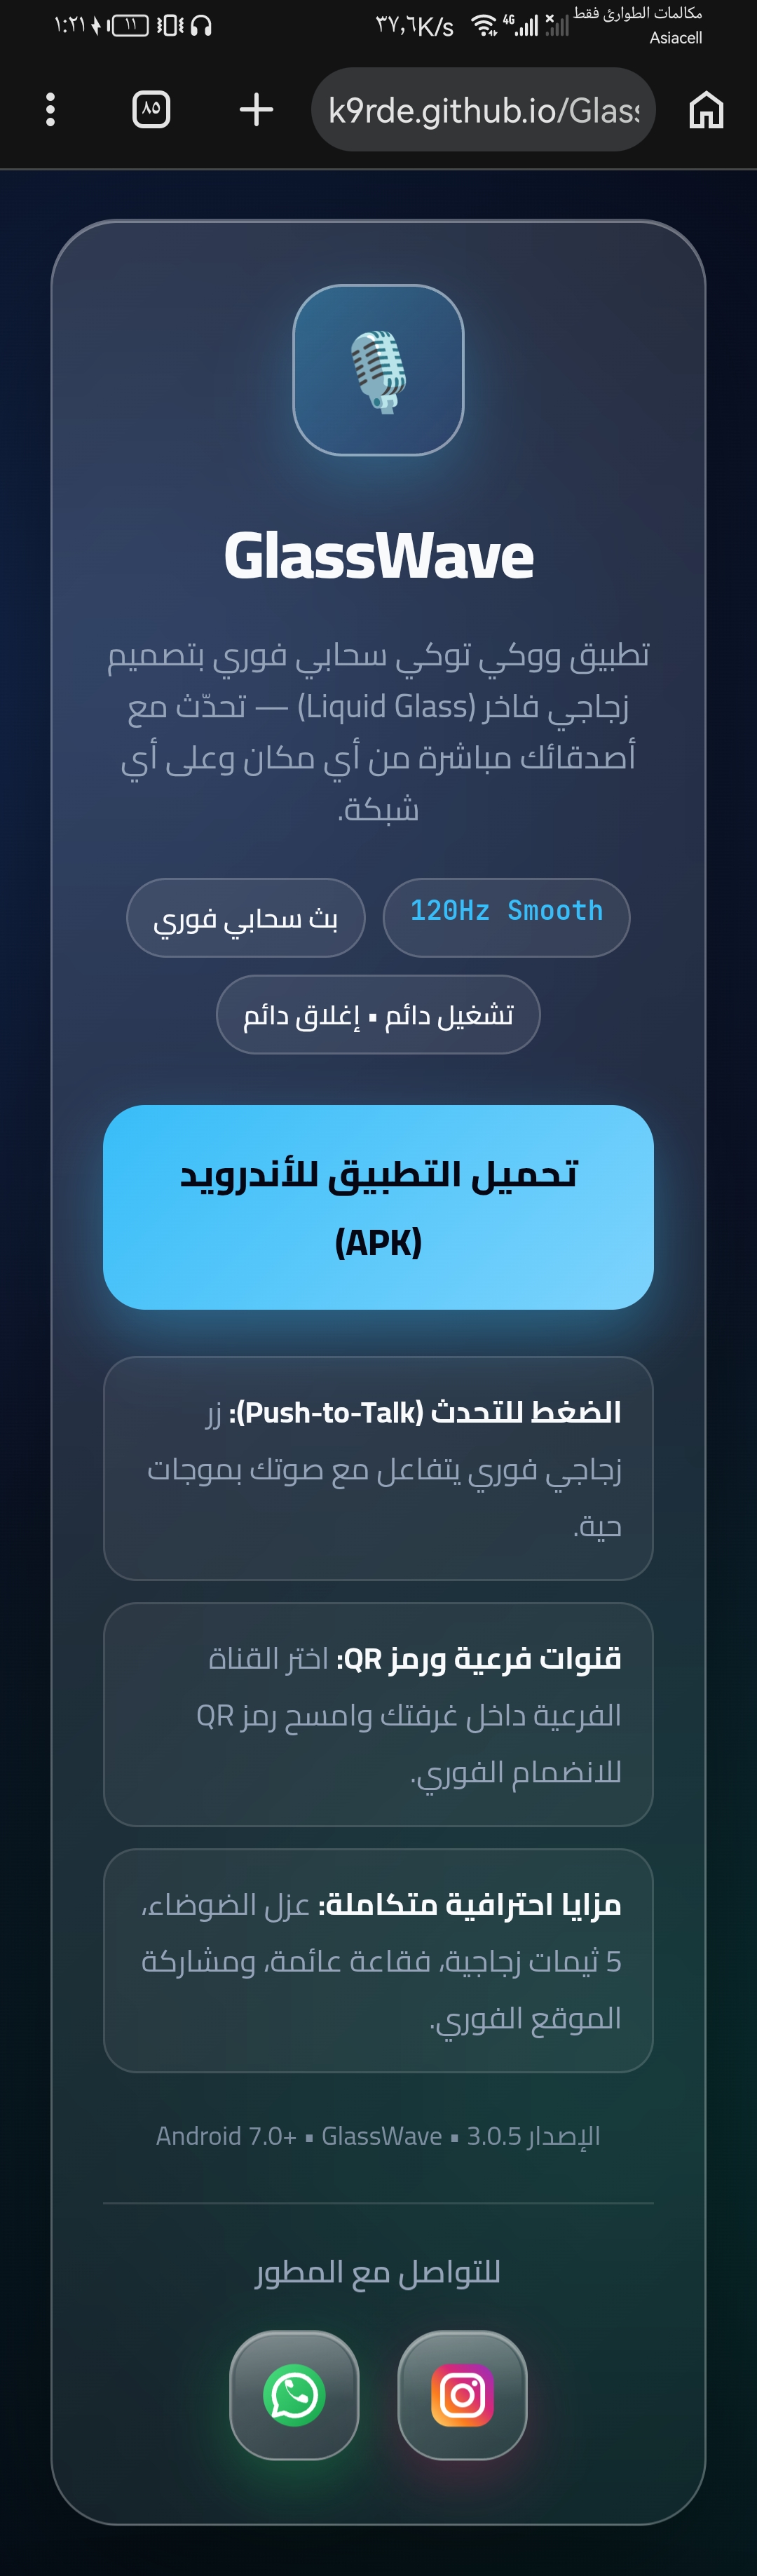 ١:٢١
١١
٣٧,٦K/s
4G
مكالمات الطوارئ فقط
Asiacell
٨٥
k9rde.github.io/Glass
GlassWave
تطبيق ووكي توكي سحابي فوري بتصميم
زجاجي فاخر (Liquid Glass) — تحدّث مع
أصدقائك مباشرة من أي مكان وعلى أي
شبكة.
120Hz Smooth
بث سحابي فوري
تشغيل دائم • إغلاق دائم
تحميل التطبيق للأندرويد
(APK)
الضغط للتحدث (Push-to-Talk): زر
زجاجي فوري يتفاعل مع صوتك بموجات
حية.
قنوات فرعية ورمز QR: اختر القناة
الفرعية داخل غرفتك وامسح رمز QR
للانضمام الفوري.
مزايا احترافية متكاملة: عزل الضوضاء،
5 ثيمات زجاجية، فقاعة عائمة، ومشاركة
الموقع الفوري.
الإصدار 3.0.5 • GlassWave • Android 7.0+
للتواصل مع المطور